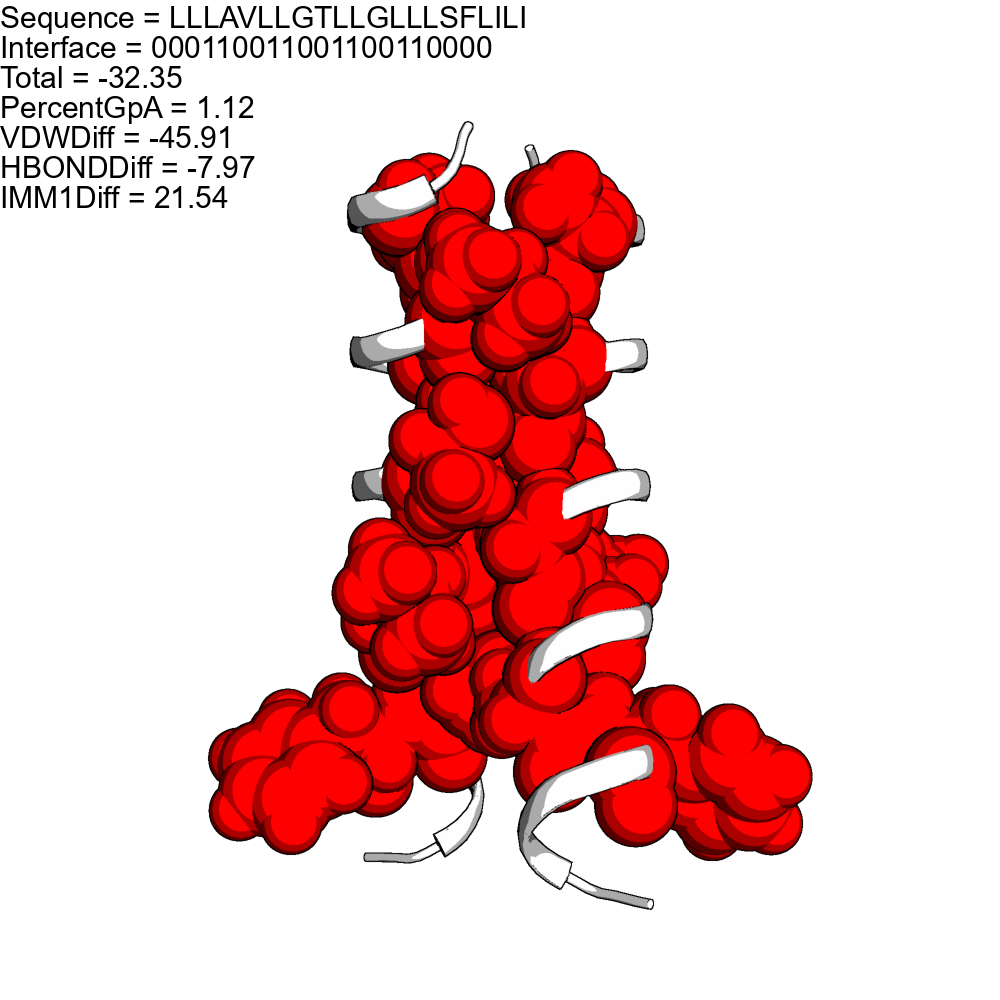 Sequence = LLLAVLLGTLLGLLLSFLILI
Interface = 000110011001100110000
Total = -32.35
PercentGpA = 1.12
VDWDiff = -45.91
HBONDDiff = -7.97
IMM1Diff = 21.54